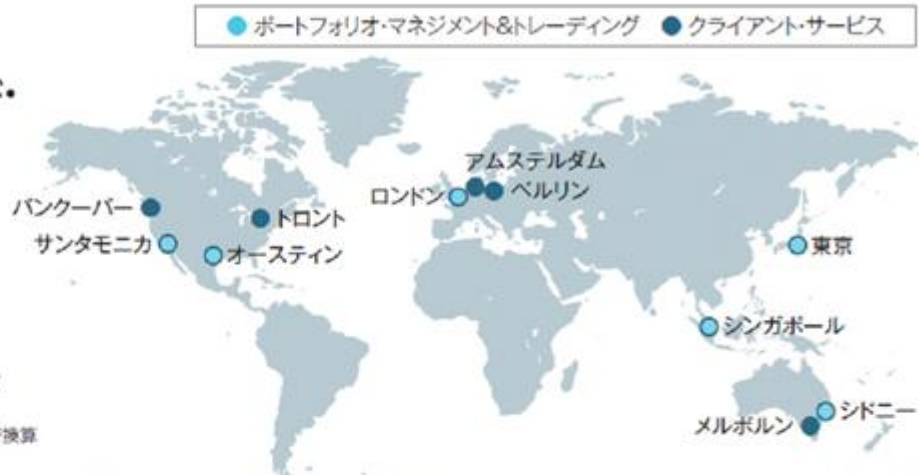 ポートフォリオ・マネジメント&トレーディング クライアント・サービス
アムステルダム
ロンドン ベルリン
バンクーバー トロント
サンタモニカ オースティン 東京
シンガポール
シドニー
メルボルン
換算